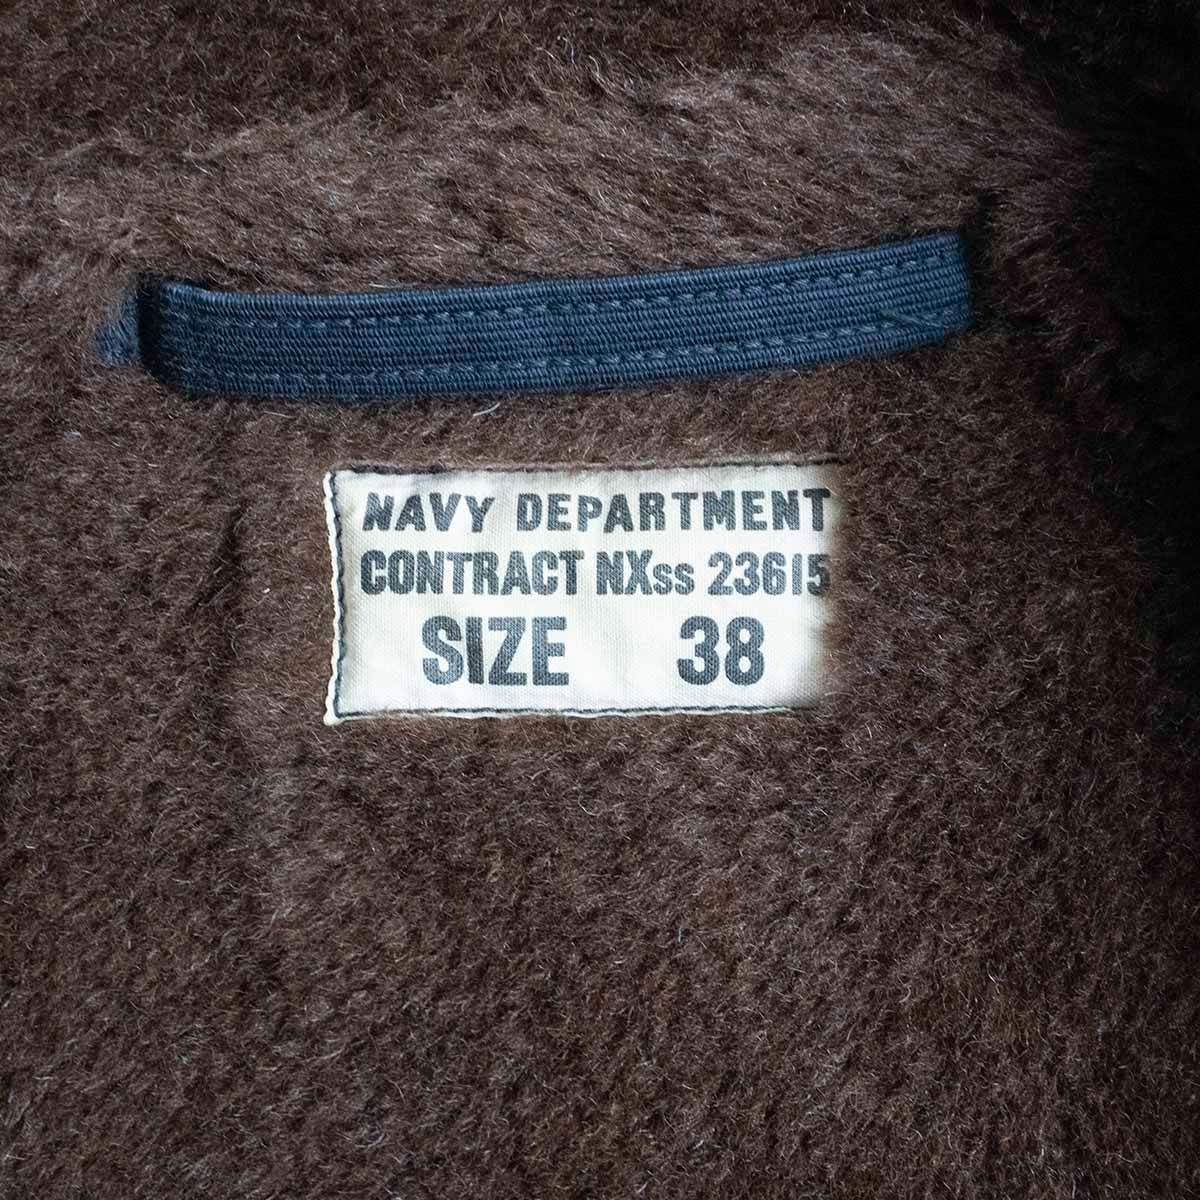 NAVY DEPARTMENT
CONTRACT NXss 23615
SIZE 38